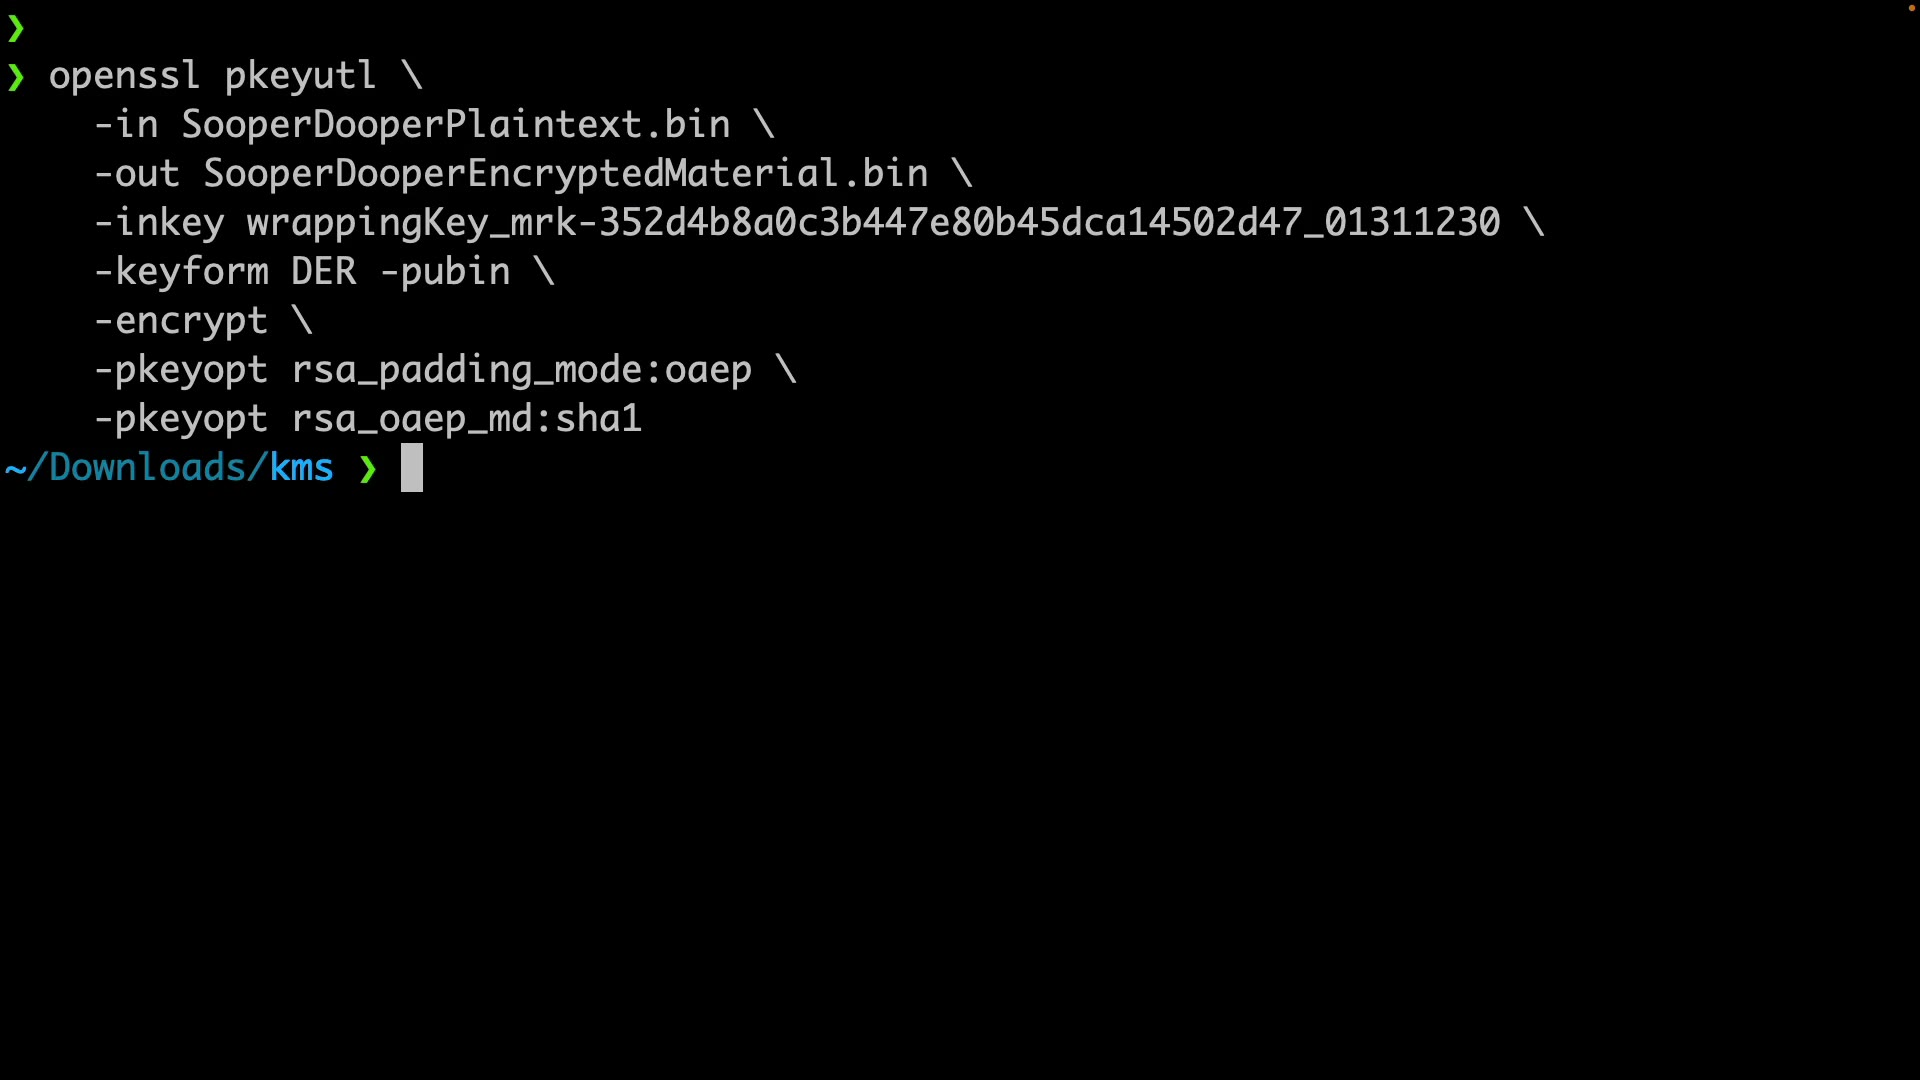 ❯
❯ openssl pkeyutl \
-in SooperDooperPlaintext.bin \
-out SooperDooperEncryptedMaterial.bin \
-inkey wrappingKey_mrk-352d4b8a0c3b447e80b45dca14502d47_01311230 \
-keyform DER -pubin \
-encrypt \
-pkeyopt rsa_padding_mode:oaep \
-pkeyopt rsa_oaep_md:sha1
~/Downloads/kms ❯